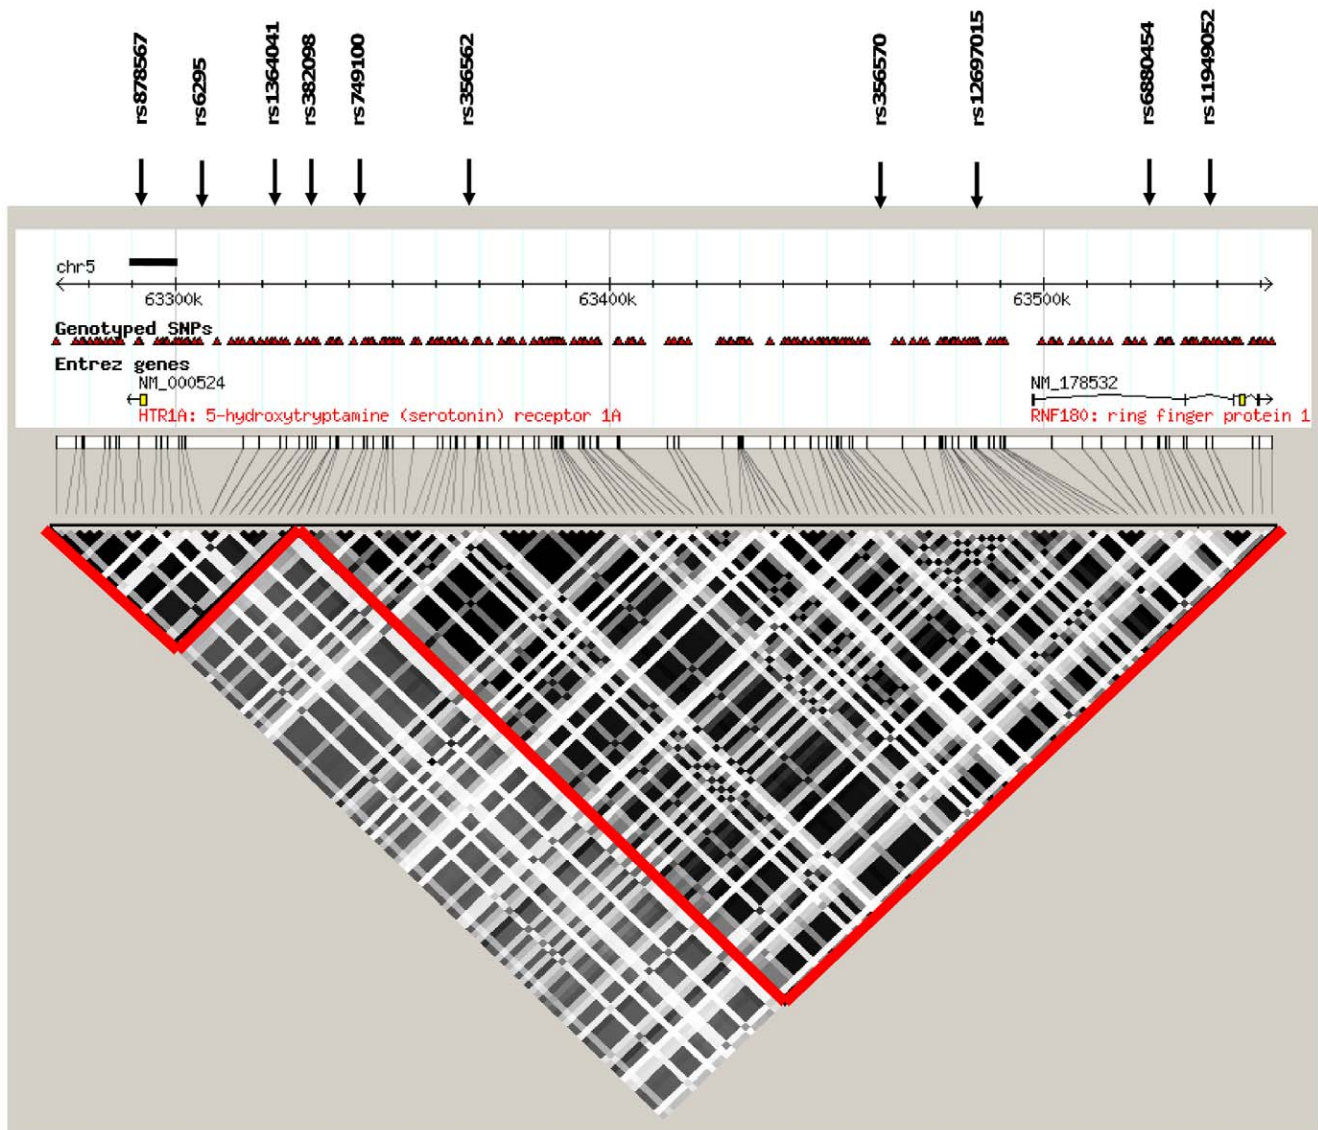 rs878567
rs6295
rs1364041
rs382098
rs749100
rs356562
rs356570
rs12697015
rs6880454
rs11949052
chr5
63300k
63400k
63500k
Genotyped SNPs
Entrez genes
NM_000524
NM_178532
HTR1A: 5-hydroxytryptamine (serotonin) receptor 1A
RNF180: ring finger protein 1